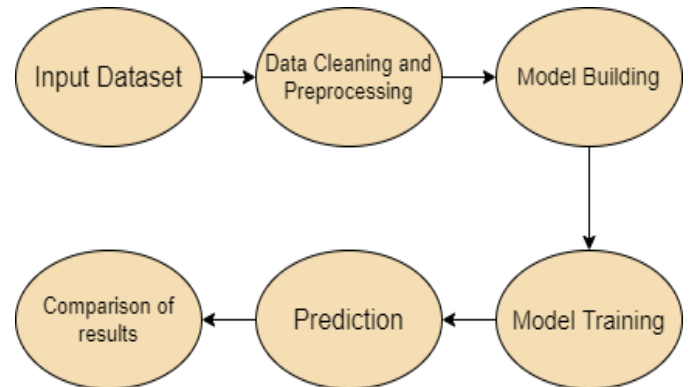 Input Dataset
Data Cleaning and
Preprocessing
Model Building
Comparison of
results
Prediction
Model Training